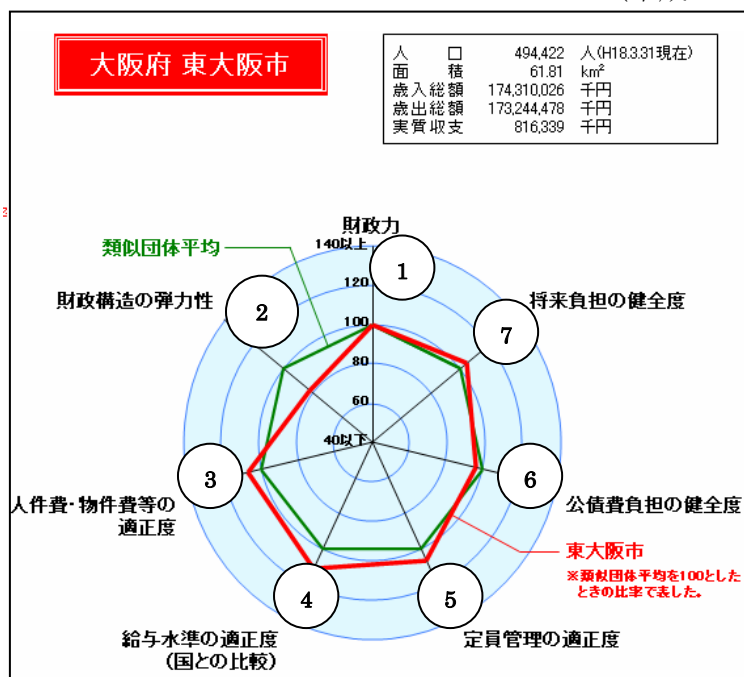 大阪府 東大阪市
人口 494,422 人(H18.3.31現在)
面積 61.81 km²
歳入総額 174,310,026 千円
歳出総額 173,244,478 千円
実質収支 816,339 千円
財政力
140以上
類似団体平均
1
120
財政構造の弾力性
2
将来負担の健全度
7
100
80
60
40以下
3
人件費・物件費等の
適正度
6
公債費負担の健全度
東大阪市
※類似団体平均を100とした
ときの比率で表した。
4
給与水準の適正度
(国との比較)
5
定員管理の適正度